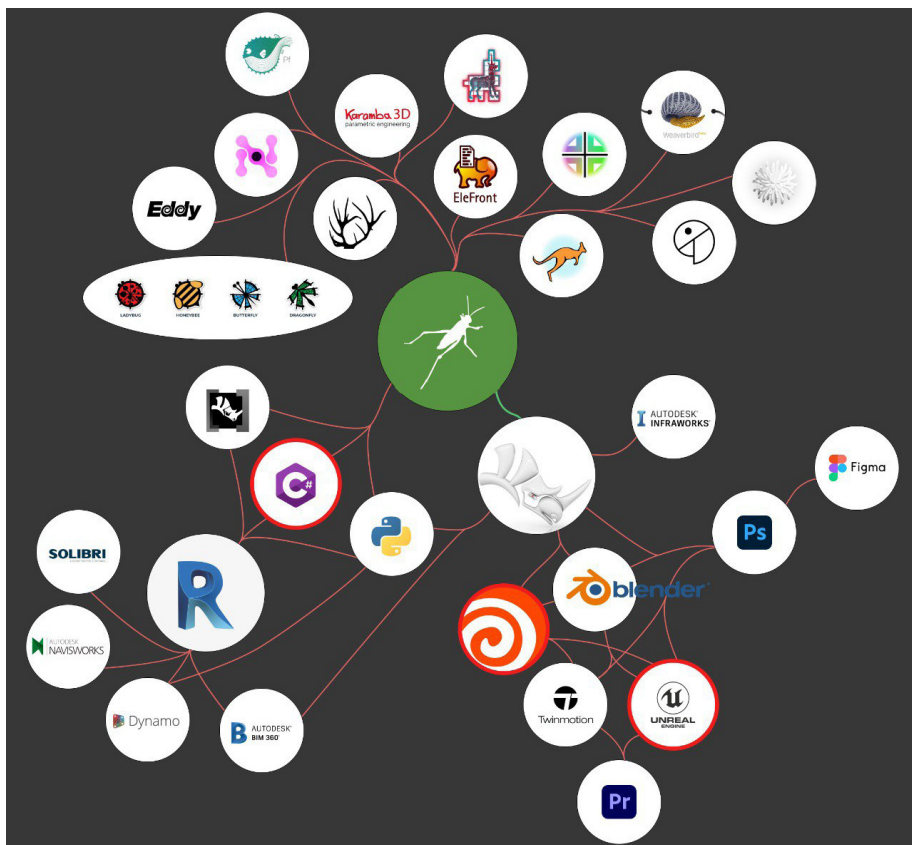 Pf
Karamba3D
parametric engineering
Weaverbird
EleFront
Eddy
LADYBUG
HONEYBEE
BUTTERFLY
DRAGONFLY
AUTODESK®
INFRAWORKS®
C#
Figma
Ps
SOLIBRI
R
blender
AUTODESK
NAVISWORKS
Dynamo
B
AUTODESK®
BIM 360®
Twinmotion
UNREAL
ENGINE
Pr